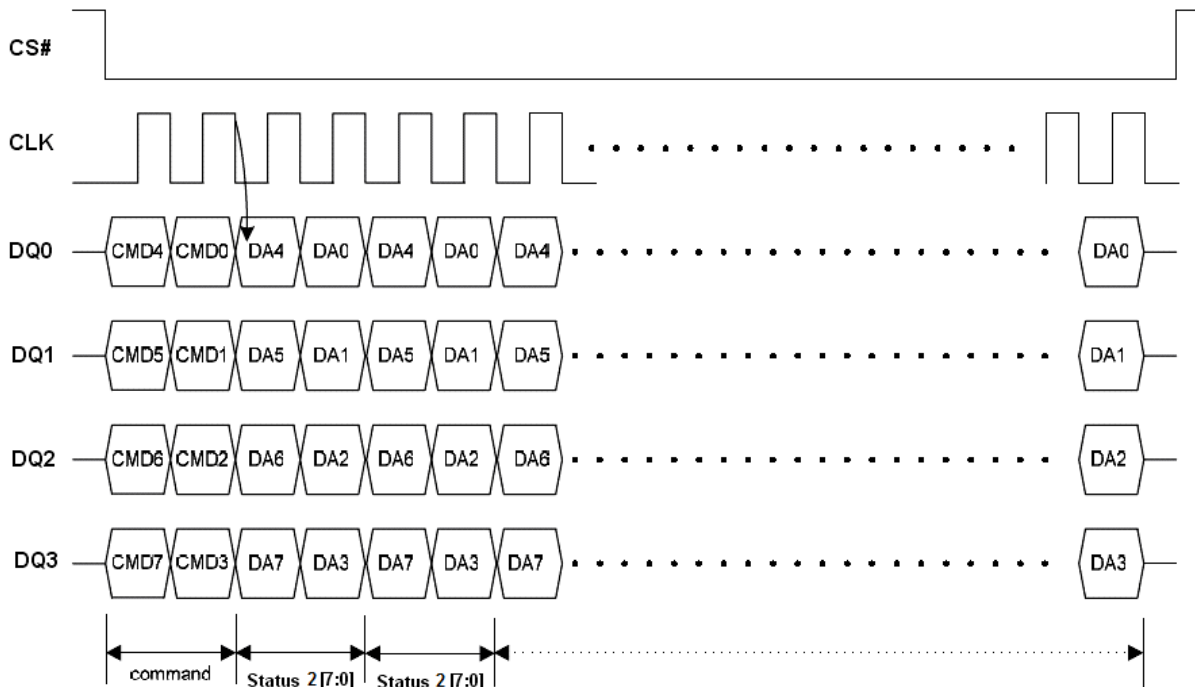 CS#
CLK
DQ0 CMD4 CMD0 DA4 DA0 DA4 DA0 DA4 DA0
DQ1 CMD5 CMD1 DA5 DA1 DA5 DA1 DA5 DA1
DQ2 CMD6 CMD2 DA6 DA2 DA6 DA2 DA6 DA2
DQ3 CMD7 CMD3 DA7 DA3 DA7 DA3 DA7 DA3
command Status 2 [7:0] Status 2 [7:0]